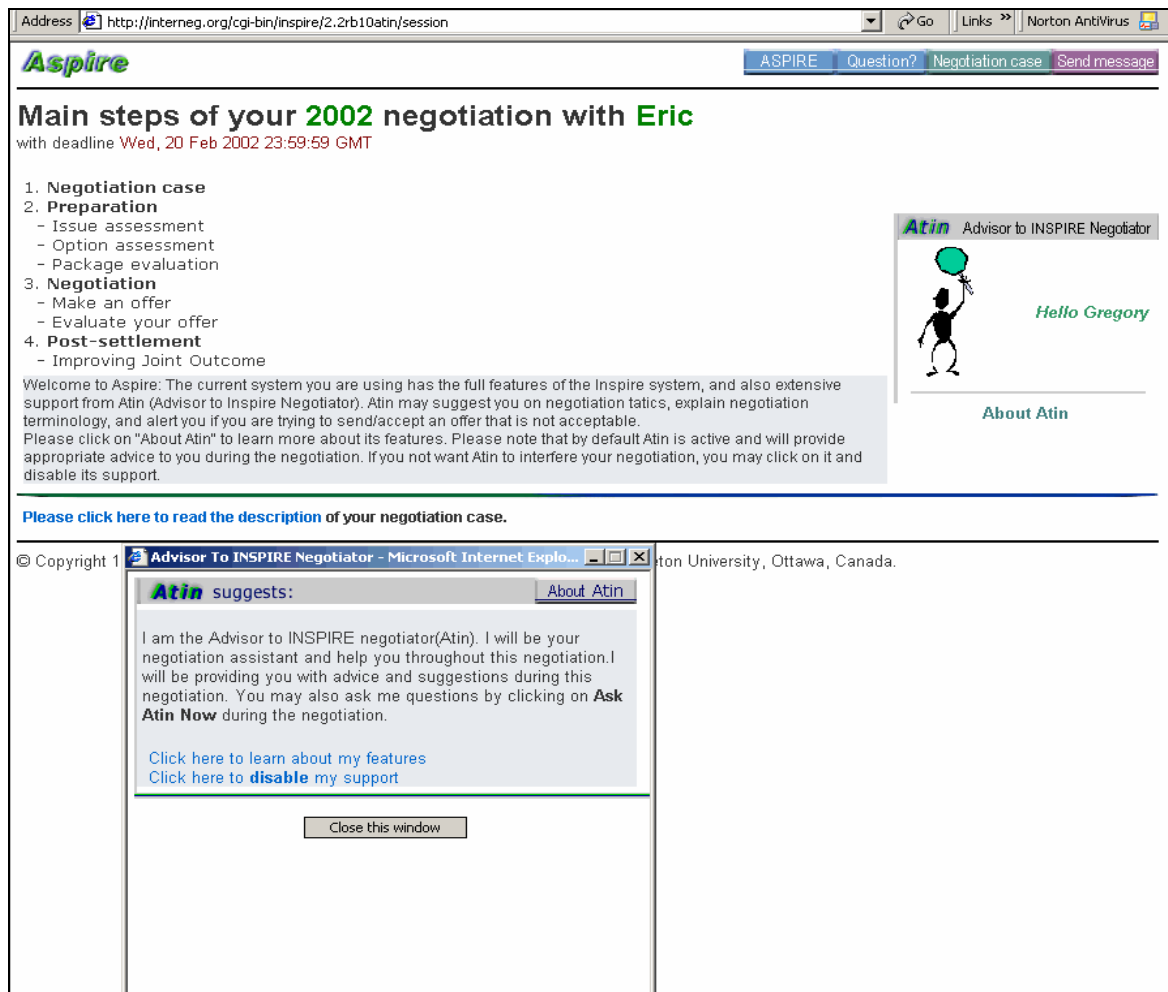 Address http://interneg.org/cgi-bin/inspire/2.2rb10atin/session Go Links » Norton AntiVirus
Aspire ASPIRE Question? Negotiation case Send message
Main steps of your 2002 negotiation with Eric
with deadline Wed, 20 Feb 2002 23:59:59 GMT
1. Negotiation case
2. Preparation
- Issue assessment
- Option assessment
- Package evaluation
3. Negotiation
- Make an offer
- Evaluate your offer
4. Post-settlement
- Improving Joint Outcome
Atin Advisor to INSPIRE Negotiator
Hello Gregory
About Atin
Welcome to Aspire: The current system you are using has the full features of the Inspire system, and also extensive
support from Atin (Advisor to Inspire Negotiator). Atin may suggest you on negotiation tatics, explain negotiation
terminology, and alert you if you are trying to send/accept an offer that is not acceptable.
Please click on "About Atin" to learn more about its features. Please note that by default Atin is active and will provide
appropriate advice to you during the negotiation. If you not want Atin to interfere your negotiation, you may click on it and
disable its support.
Please click here to read the description of your negotiation case.
© Copyright 1 ton University, Ottawa, Canada.
Advisor To INSPIRE Negotiator - Microsoft Internet Explo...
Atin suggests: About Atin
I am the Advisor to INSPIRE negotiator(Atin). I will be your
negotiation assistant and help you throughout this negotiation.I
will be providing you with advice and suggestions during this
negotiation. You may also ask me questions by clicking on Ask
Atin Now during the negotiation.
Click here to learn about my features
Click here to disable my support
Close this window